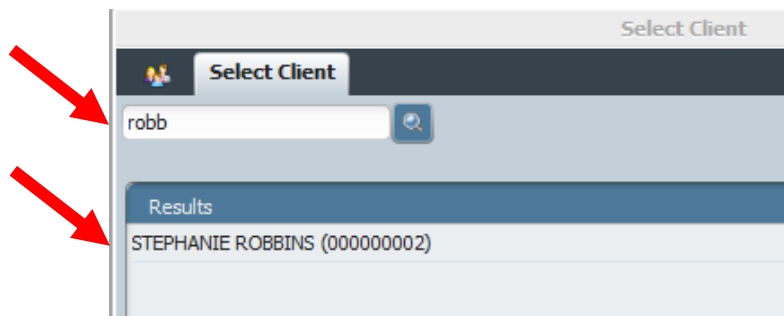 Select Client
Select Client
robb
Results
STEPHANIE ROBBINS (000000002)